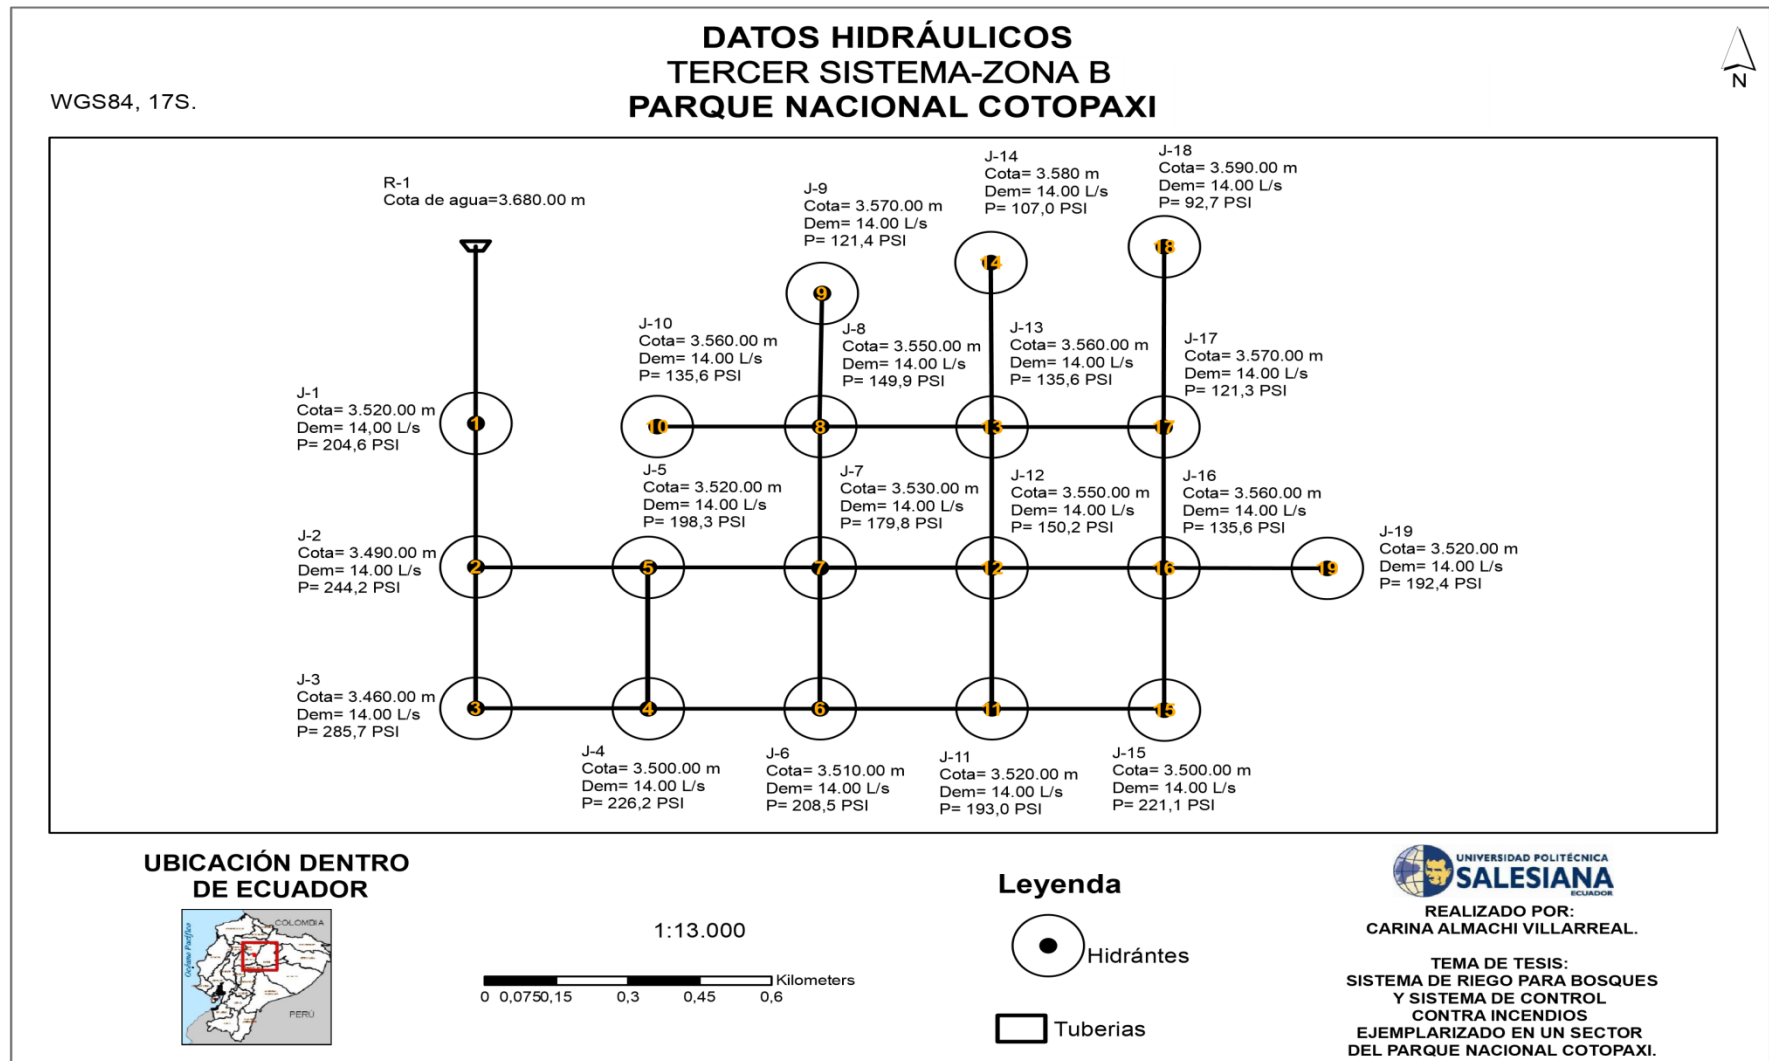 DATOS HIDRÁULICOS
TERCER SISTEMA-ZONA B
PARQUE NACIONAL COTOPAXI
WGS84, 17S.
N
R-1
Cota de agua=3.680.00 m
J-9
Cota= 3.570.00 m
Dem= 14.00 L/s
P= 121,4 PSI
J-14
Cota= 3.580 m
Dem= 14.00 L/s
P= 107,0 PSI
J-18
Cota= 3.590.00 m
Dem= 14.00 L/s
P= 92,7 PSI
18
14
9
J-10
Cota= 3.560.00 m
Dem= 14.00 L/s
P= 135,6 PSI
J-8
Cota= 3.550.00 m
Dem= 14.00 L/s
P= 149,9 PSI
J-13
Cota= 3.560.00 m
Dem= 14.00 L/s
P= 135,6 PSI
J-17
Cota= 3.570.00 m
Dem= 14.00 L/s
P= 121,3 PSI
J-1
Cota= 3.520.00 m
Dem= 14,00 L/s
P= 204,6 PSI
1
10
8
13
17
J-5
Cota= 3.520.00 m
Dem= 14.00 L/s
P= 198,3 PSI
J-7
Cota= 3.530.00 m
Dem= 14.00 L/s
P= 179,8 PSI
J-12
Cota= 3.550.00 m
Dem= 14.00 L/s
P= 150,2 PSI
J-16
Cota= 3.560.00 m
Dem= 14.00 L/s
P= 135,6 PSI
J-2
Cota= 3.490.00 m
Dem= 14.00 L/s
P= 244,2 PSI
2
5
7
12
16
19
J-19
Cota= 3.520.00 m
Dem= 14.00 L/s
P= 192,4 PSI
J-3
Cota= 3.460.00 m
Dem= 14.00 L/s
P= 285,7 PSI
3
4
6
11
15
J-4
Cota= 3.500.00 m
Dem= 14.00 L/s
P= 226,2 PSI
J-6
Cota= 3.510.00 m
Dem= 14.00 L/s
P= 208,5 PSI
J-11
Cota= 3.520.00 m
Dem= 14.00 L/s
P= 193,0 PSI
J-15
Cota= 3.500.00 m
Dem= 14.00 L/s
P= 221,1 PSI
UBICACIÓN DENTRO
DE ECUADOR
COLOMBIA
Océano Pacífico
PERÚ
1:13.000
Kilometers
0 0,0750,15 0,3 0,45 0,6
Leyenda
Hidrántes
Tuberias
UNIVERSIDAD POLITÉCNICA
SALESIANA
ECUADOR
REALIZADO POR:
CARINA ALMACHI VILLARREAL.
TEMA DE TESIS:
SISTEMA DE RIEGO PARA BOSQUES
Y SISTEMA DE CONTROL
CONTRA INCENDIOS
EJEMPLARIZADO EN UN SECTOR
DEL PARQUE NACIONAL COTOPAXI.